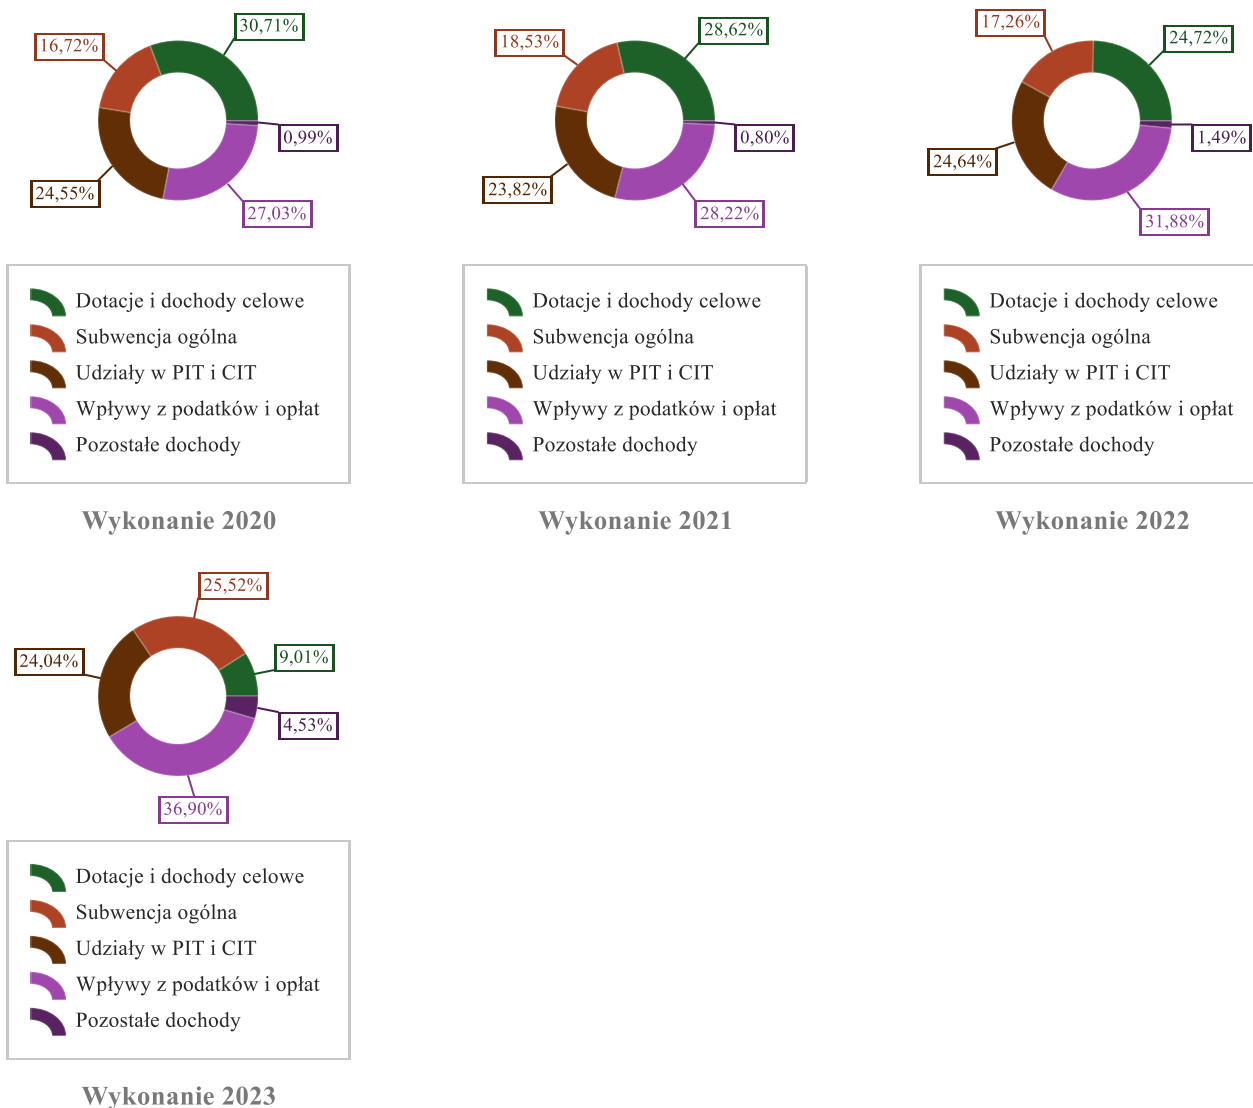 30,71%
16,72%
0,99%
24,55%
27,03%
Dotacje i dochody celowe
Subwencja ogólna
Udziały w PIT i CIT
Wpływy z podatków i opłat
Pozostałe dochody
Wykonanie 2020
28,62%
18,53%
0,80%
23,82%
28,22%
Dotacje i dochody celowe
Subwencja ogólna
Udziały w PIT i CIT
Wpływy z podatków i opłat
Pozostałe dochody
Wykonanie 2021
17,26%
24,72%
1,49%
24,64%
31,88%
Dotacje i dochody celowe
Subwencja ogólna
Udziały w PIT i CIT
Wpływy z podatków i opłat
Pozostałe dochody
Wykonanie 2022
25,52%
9,01%
24,04%
4,53%
36,90%
Dotacje i dochody celowe
Subwencja ogólna
Udziały w PIT i CIT
Wpływy z podatków i opłat
Pozostałe dochody
Wykonanie 2023